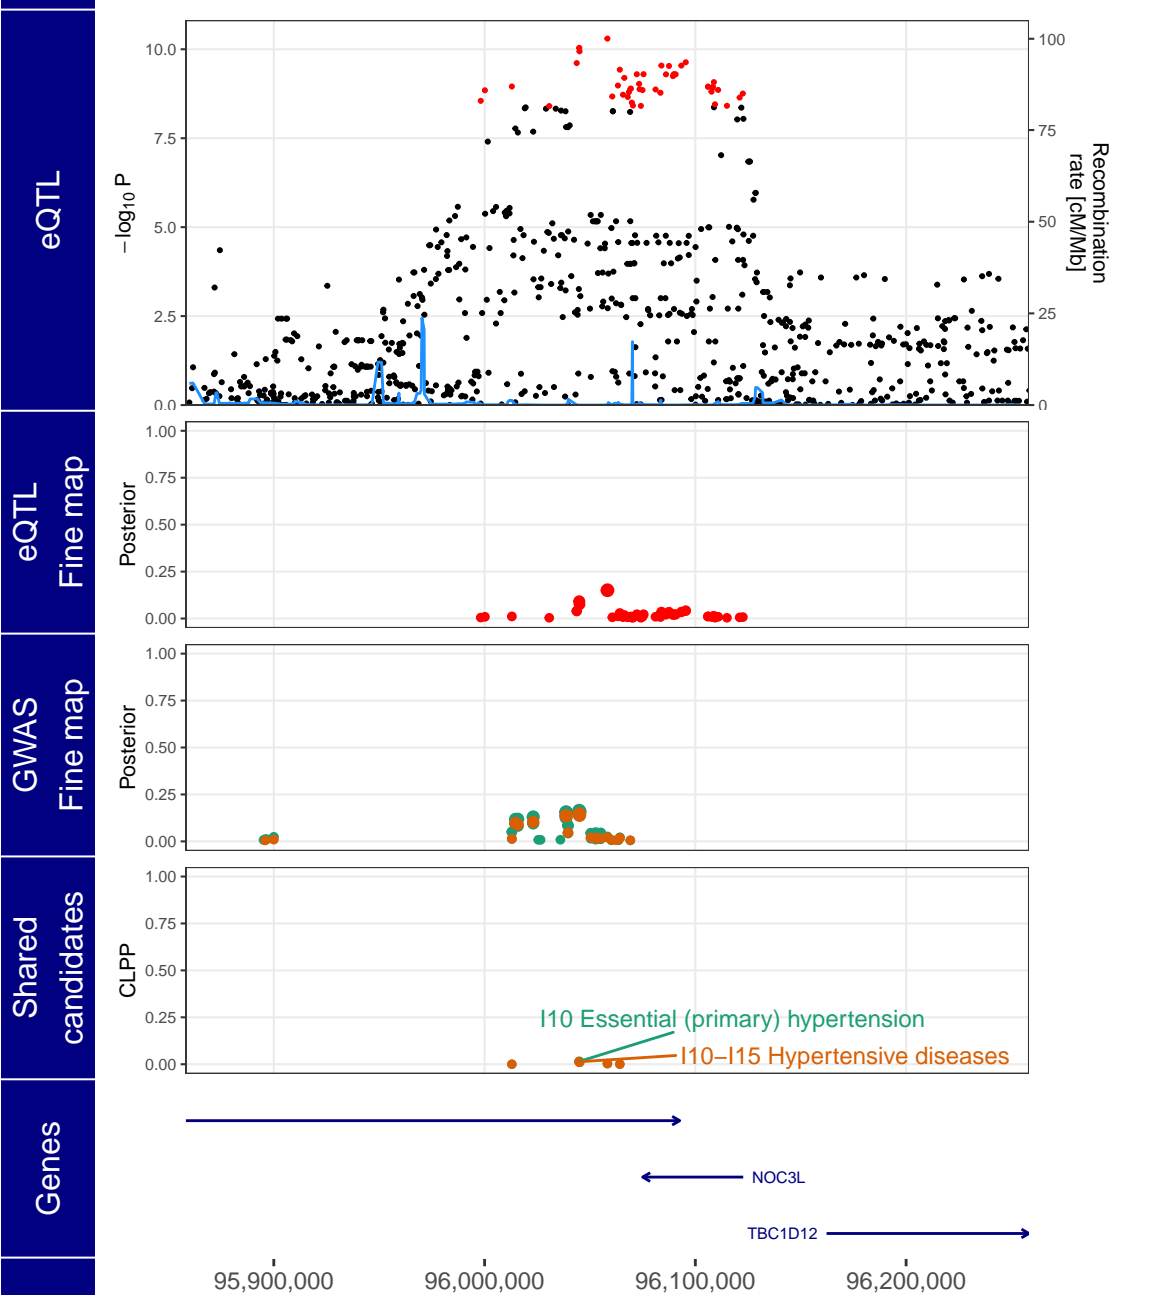 eQTL
−log10 P
10.0
7.5
5.0
2.5
0.0
100
75
50
25
0
Recombination
rate [cM/Mb]
eQTL
Fine map
Posterior
1.00
0.75
0.50
0.25
0.00
GWAS
Fine map
Posterior
1.00
0.75
0.50
0.25
0.00
Shared
candidates
CLPP
1.00
0.75
0.50
0.25
0.00
I10 Essential (primary) hypertension
I10−I15 Hypertensive diseases
Genes
NOC3L
TBC1D12
95,900,000
96,000,000
96,100,000
96,200,000